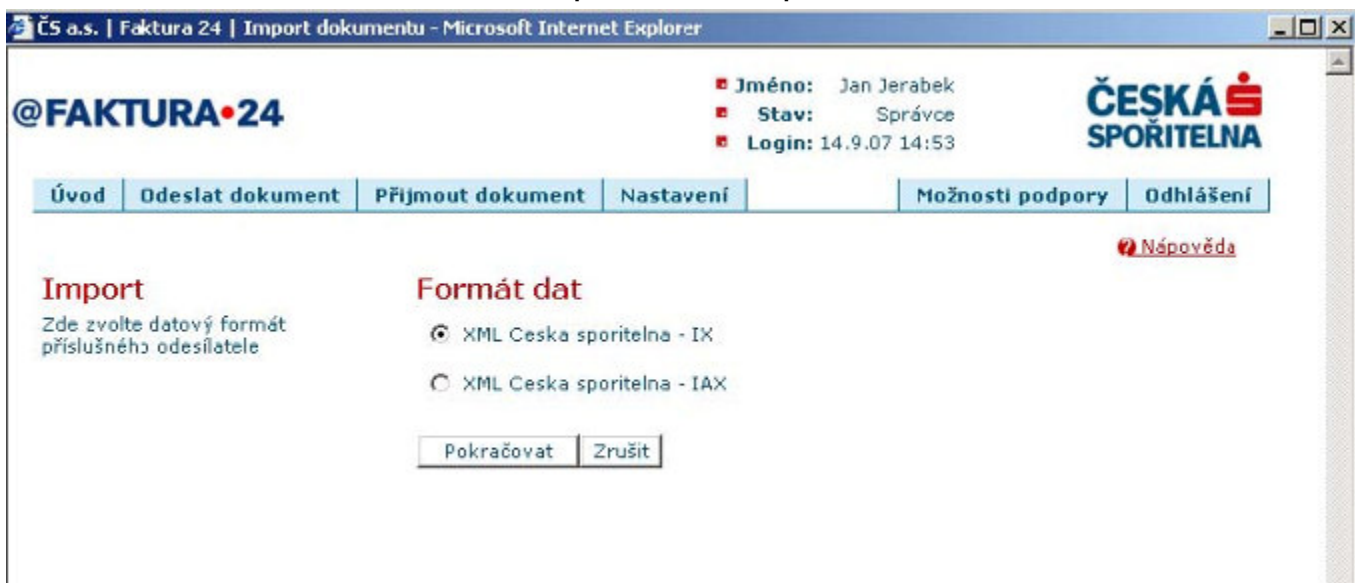 ČS a.s. | Faktura 24 | Import dokumentu - Microsoft Internet Explorer
@FAKTURA•24
Jméno: Jan Jerabek
Stav: Správce
Login: 14.9.07 14:53
ČESKÁ
SPOŘITELNA
Úvod Odeslat dokument Přijmout dokument Nastavení Možnosti podpory Odhlášení
Nápověda
Import
Zde zvolte datový formát
příslušného odesílatele
Formát dat
XML Ceska sporitelna - IX
XML Ceska sporitelna - IAX
Pokračovat Zrušit